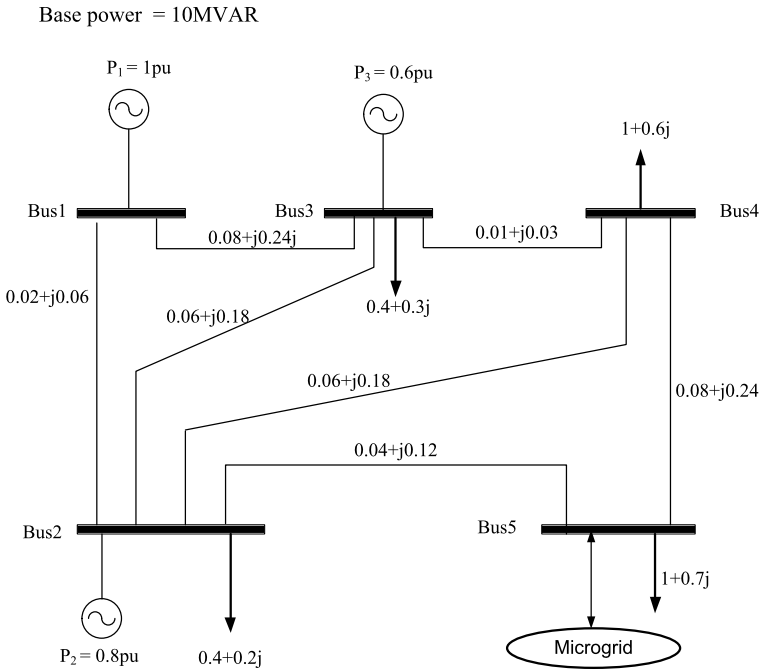 Base power = 10MVAR
P1 = 1pu
P3 = 0.6pu
1+0.6j
Bus1
Bus3
Bus4
0.08+j0.24j
0.01+j0.03
0.02+j0.06
0.4+0.3j
0.06+j0.18
0.06+j0.18
0.08+j0.24
0.04+j0.12
Bus2
Bus5
1+0.7j
P2 = 0.8pu
0.4+0.2j
Microgrid